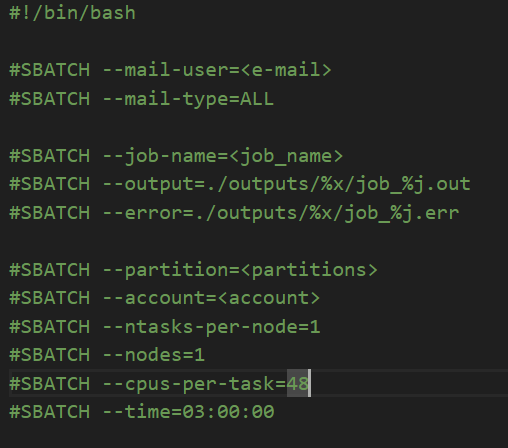 #!/bin/bash
#SBATCH --mail-user=<e-mail>
#SBATCH --mail-type=ALL
#SBATCH --job-name=<job_name>
#SBATCH --output=./outputs/%x/job_%j.out
#SBATCH --error=./outputs/%x/job_%j.err
#SBATCH --partition=<partitions>
#SBATCH --account=<account>
#SBATCH --ntasks-per-node=1
#SBATCH --nodes=1
#SBATCH --cpus-per-task=48
#SBATCH --time=03:00:00